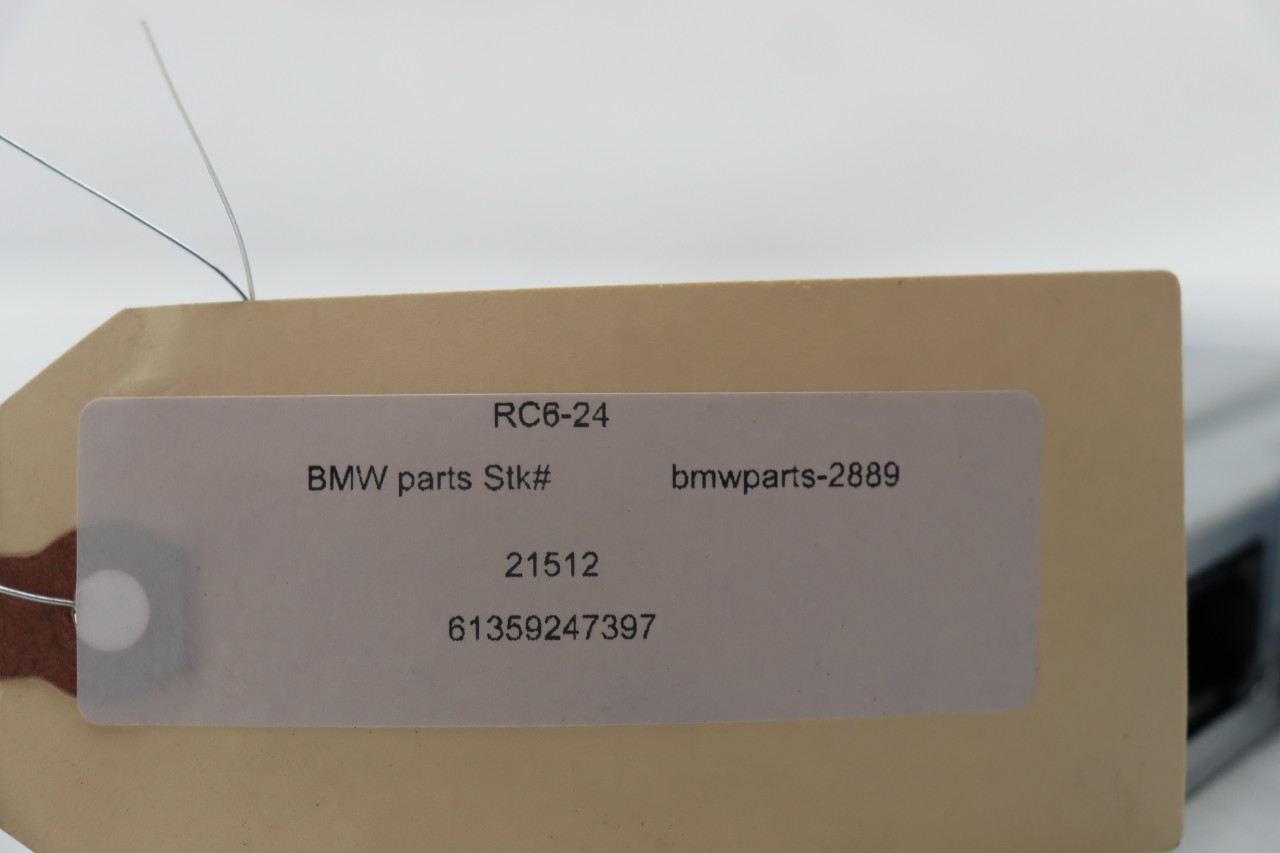 RC6-24
BMW parts Stk# bmwparts-2889
21512
61359247397